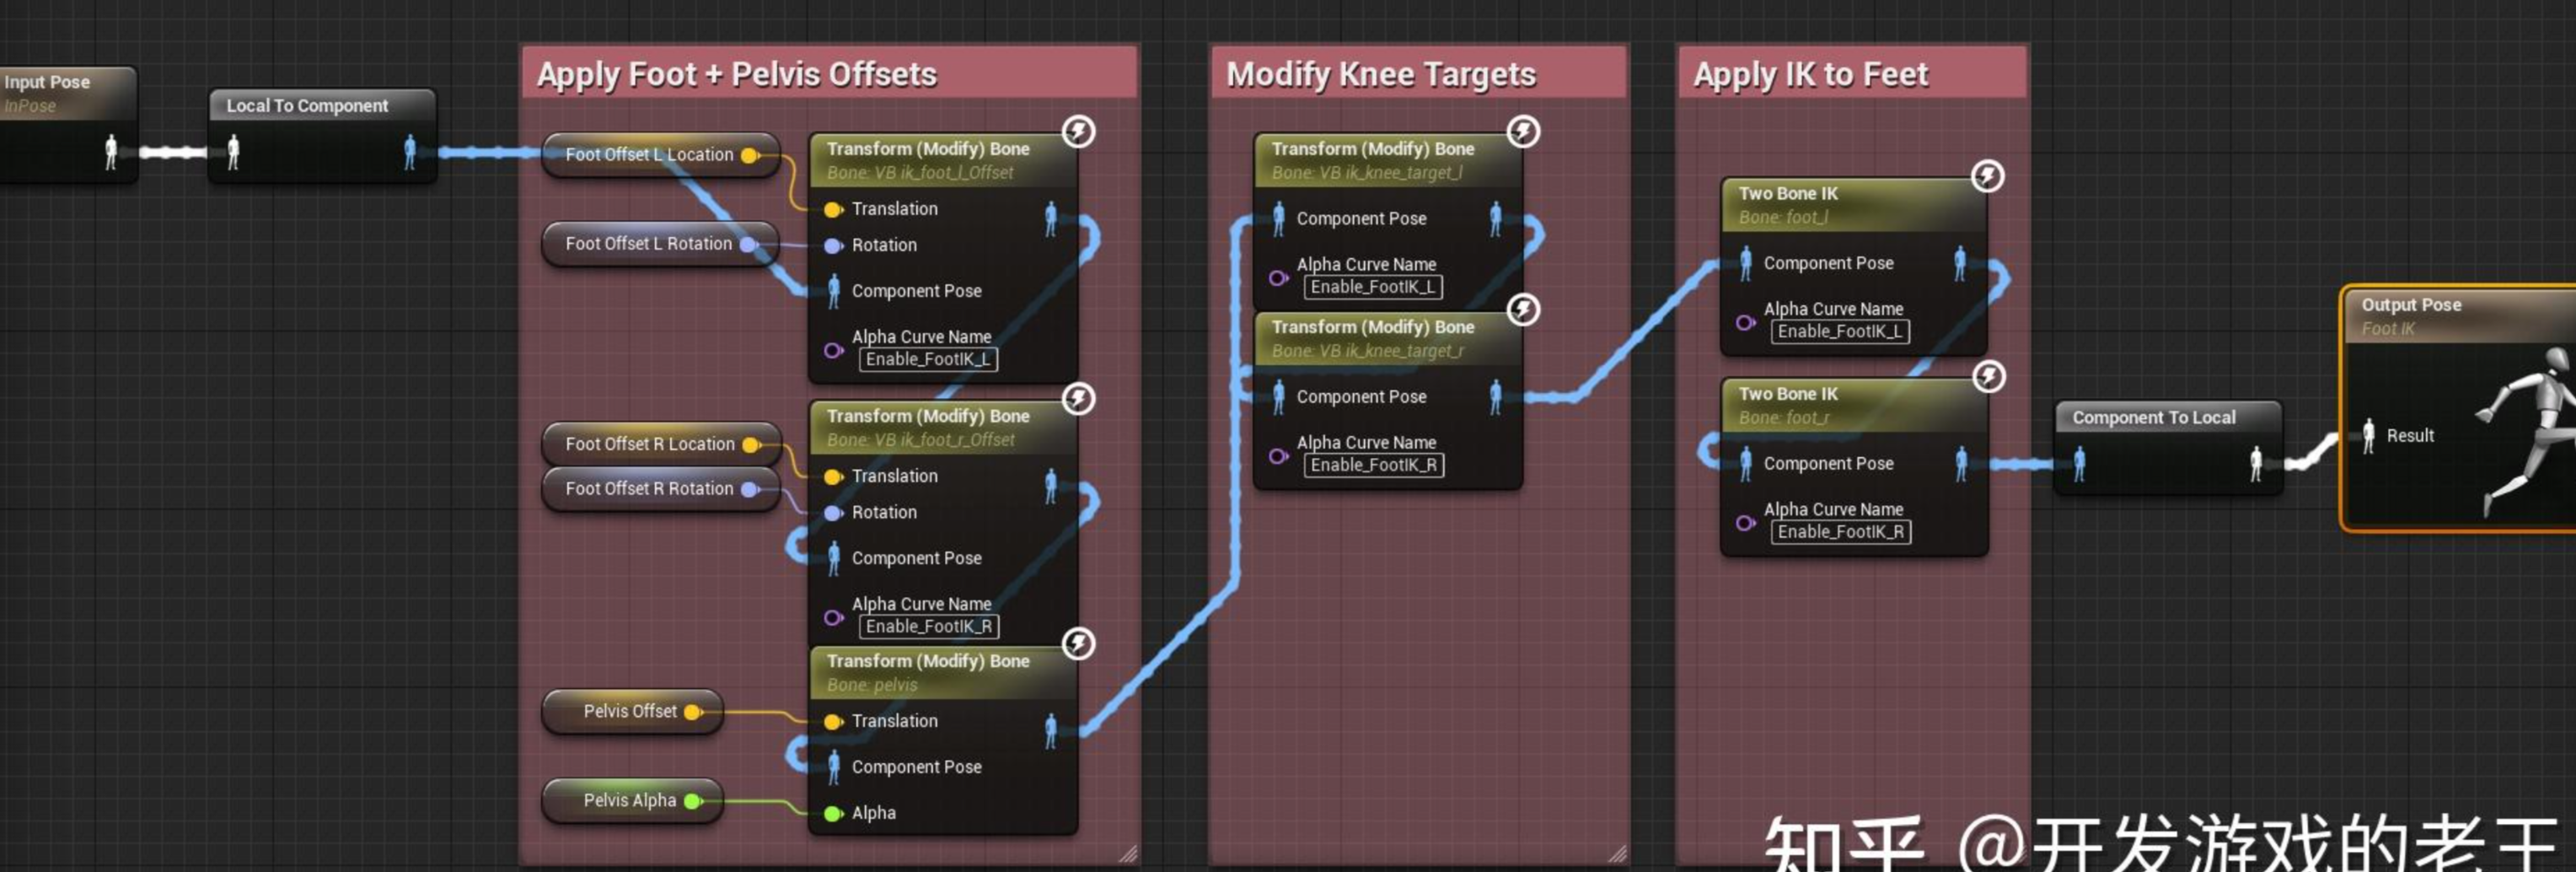 Input Pose
InPose
Local To Component
Apply Foot + Pelvis Offsets
Foot Offset L Location
Foot Offset L Rotation
Transform (Modify) Bone
Bone: VB ik_foot_l_Offset
Translation
Rotation
Component Pose
Alpha Curve Name
Enable_FootIK_L
Foot Offset R Location
Foot Offset R Rotation
Transform (Modify) Bone
Bone: VB ik_foot_r_Offset
Translation
Rotation
Component Pose
Alpha Curve Name
Enable_FootIK_R
Pelvis Offset
Pelvis Alpha
Transform (Modify) Bone
Bone: pelvis
Translation
Component Pose
Alpha
Modify Knee Targets
Transform (Modify) Bone
Bone: VB ik_knee_target_l
Component Pose
Alpha Curve Name
Enable_FootIK_L
Transform (Modify) Bone
Bone: VB ik_knee_target_r
Component Pose
Alpha Curve Name
Enable_FootIK_R
Apply IK to Feet
Two Bone IK
Bone: foot_l
Component Pose
Alpha Curve Name
Enable_FootIK_L
Two Bone IK
Bone: foot_r
Component Pose
Alpha Curve Name
Enable_FootIK_R
Component To Local
Output Pose
Foot IK
Result
知乎 @开发游戏的老王